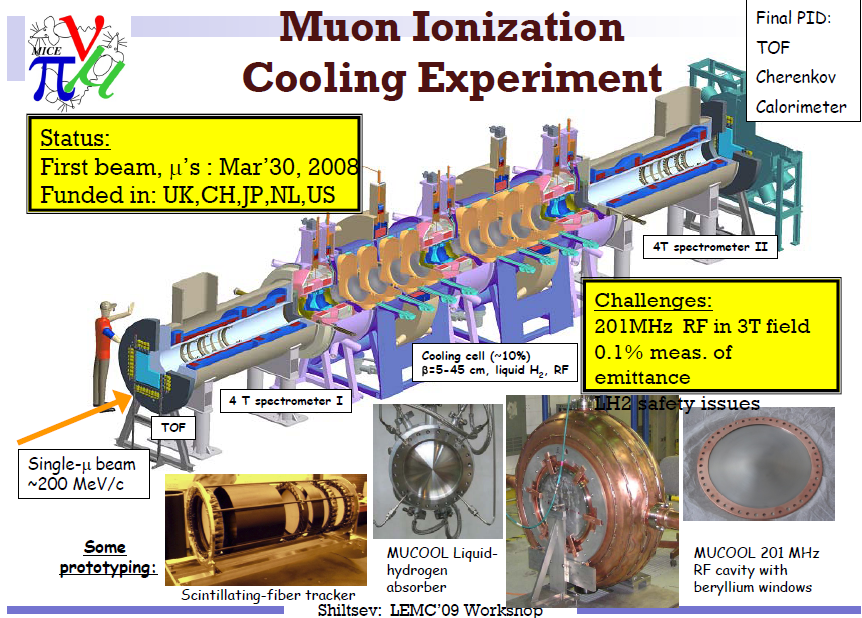 Muon Ionization
Cooling Experiment
MICE
π ν μ
Final PID:
TOF
Cherenkov
Calorimeter
Status:
First beam, μ's : Mar'30, 2008
Funded in: UK,CH,JP,NL,US
4T spectrometer II
Challenges:
201MHz RF in 3T field
0.1% meas. of
emittance
LH2 safety issues
Cooling cell (~10%)
β=5-45 cm, liquid H₂, RF
4 T spectrometer I
TOF
Single-μ beam
~200 MeV/c
Some
prototyping:
Scintillating-fiber tracker
MUCOOL Liquid-
hydrogen
absorber
MUCOOL 201 MHz
RF cavity with
beryllium windows
Shiltsev: LEMC'09 Workshop